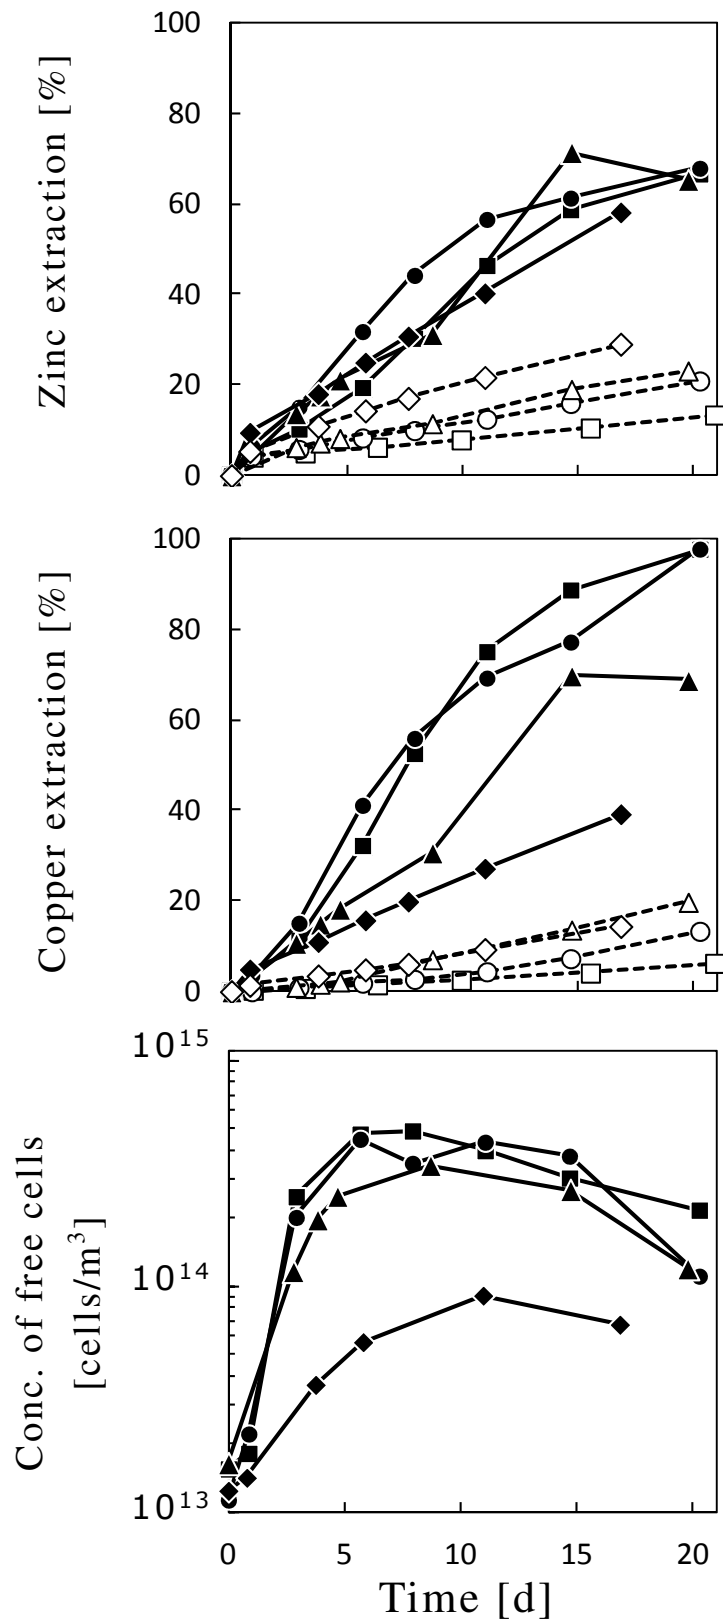 Zinc extraction [%]
100
80
60
40
20
0
Copper extraction [%]
100
80
60
40
20
0
Conc. of free cells
[cells/m³]
10¹⁵
10¹⁴
10¹³
0 5 10 15 20
Time [d]